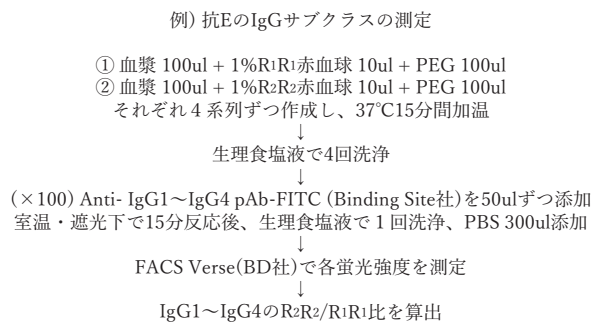 例) 抗EのIgGサブクラスの測定
① 血漿 100ul + 1%R1R1赤血球 10ul + PEG 100ul
② 血漿 100ul + 1%R2R2赤血球 10ul + PEG 100ul
それぞれ４系列ずつ作成し、37℃15分間加温
↓
生理食塩液で4回洗浄
↓
(×100) Anti- IgG1～IgG4 pAb-FITC (Binding Site社)を50ulずつ添加
室温・遮光下で15分反応後、生理食塩液で１回洗浄、PBS 300ul添加
↓
FACS Verse(BD社)で各蛍光強度を測定
↓
IgG1～IgG4のR2R2/R1R1比を算出